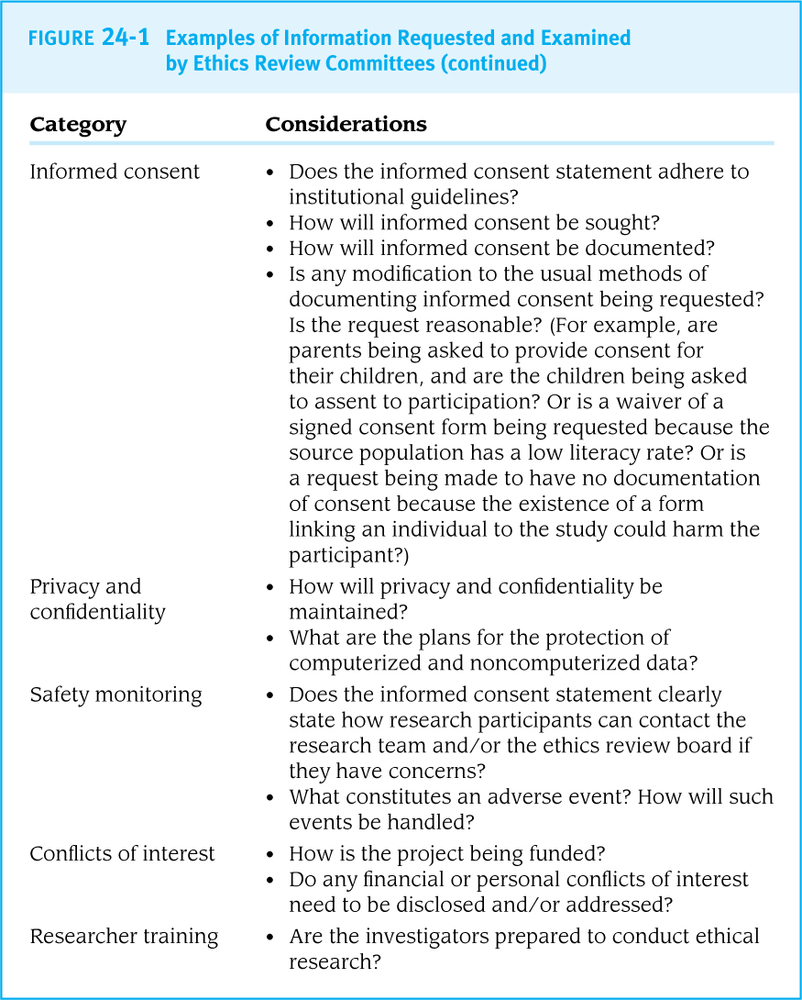 FIGURE 24-1 Examples of Information Requested and Examined
by Ethics Review Committees (continued)
Category Considerations
Informed consent • Does the informed consent statement adhere to
institutional guidelines?
• How will informed consent be sought?
• How will informed consent be documented?
• Is any modification to the usual methods of
documenting informed consent being requested?
Is the request reasonable? (For example, are
parents being asked to provide consent for
their children, and are the children being asked
to assent to participation? Or is a waiver of a
signed consent form being requested because the
source population has a low literacy rate? Or is
a request being made to have no documentation
of consent because the existence of a form
linking an individual to the study could harm the
participant?)
Privacy and • How will privacy and confidentiality be
confidentiality maintained?
• What are the plans for the protection of
computerized and noncomputerized data?
Safety monitoring • Does the informed consent statement clearly
state how research participants can contact the
research team and/or the ethics review board if
they have concerns?
• What constitutes an adverse event? How will such
events be handled?
Conflicts of interest • How is the project being funded?
• Do any financial or personal conflicts of interest
need to be disclosed and/or addressed?
Researcher training • Are the investigators prepared to conduct ethical
research?